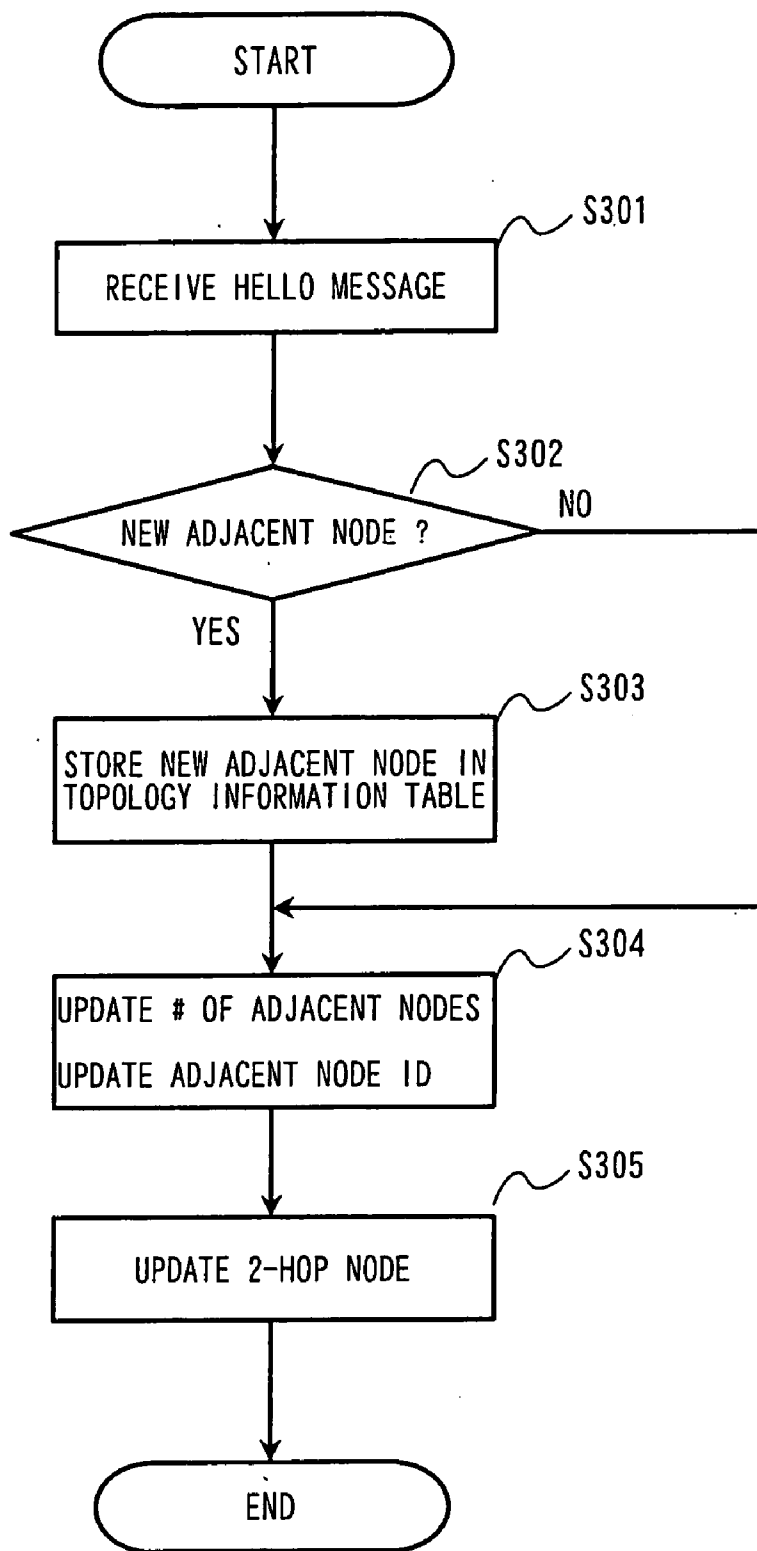 START
S301
RECEIVE HELLO MESSAGE
S302
NEW ADJACENT NODE ?
NO
YES
S303
STORE NEW ADJACENT NODE IN
TOPOLOGY INFORMATION TABLE
S304
UPDATE # OF ADJACENT NODES
UPDATE ADJACENT NODE ID
S305
UPDATE 2-HOP NODE
END